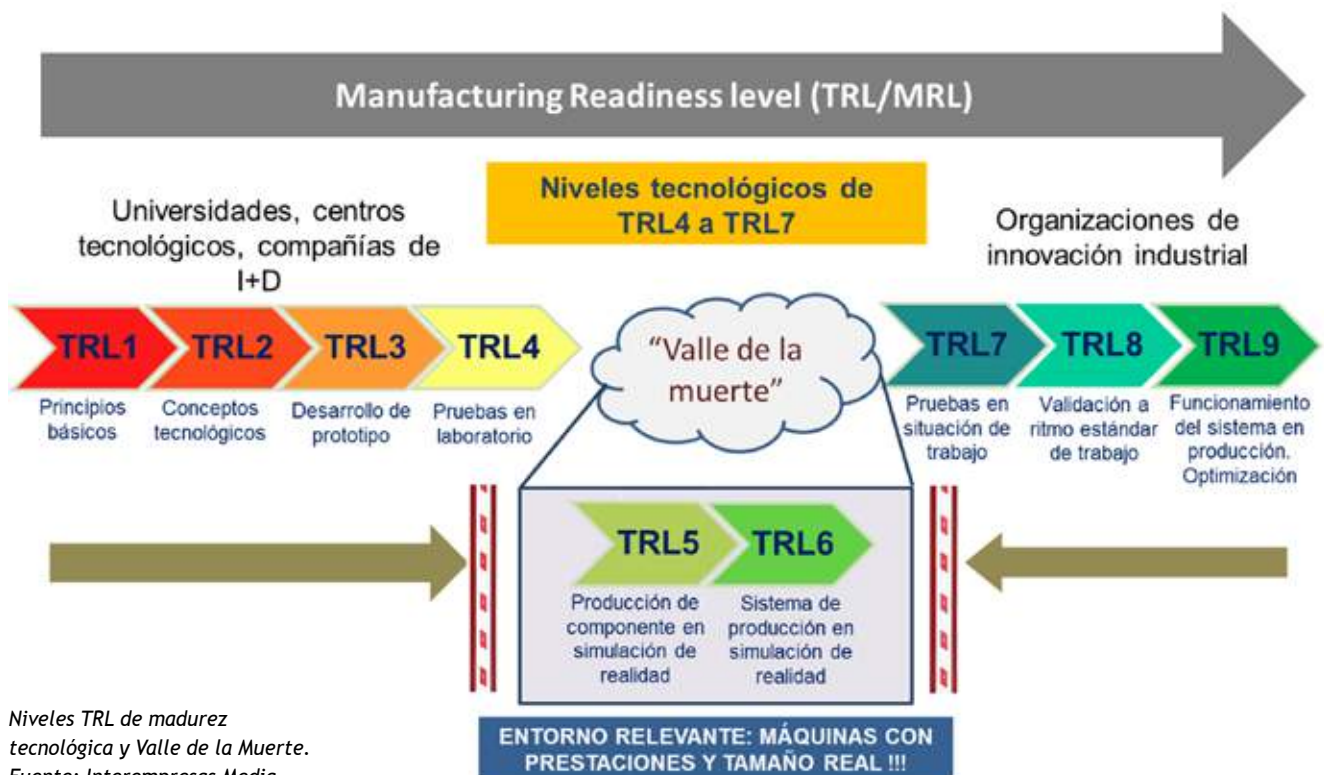 Manufacturing Readiness level (TRL/MRL)
Niveles tecnológicos de
TRL4 a TRL7
Universidades, centros
tecnológicos, compañías de
I+D
Organizaciones de
innovación industrial
TRL1
TRL2
TRL3
TRL4
"Valle de la
muerte"
TRL7
TRL8
TRL9
Principios
básicos
Conceptos
tecnológicos
Desarrollo de
prototipo
Pruebas en
laboratorio
Pruebas en
situación de
trabajo
Validación a
ritmo estándar
de trabajo
Funcionamiento
del sistema en
producción.
Optimización
TRL5
TRL6
Producción de
componente en
simulación de
realidad
Sistema de
producción en
simulación de
realidad
ENTORNO RELEVANTE: MÁQUINAS CON
PRESTACIONES Y TAMAÑO REAL !!!
Niveles TRL de madurez
tecnológica y Valle de la Muerte.
Fuente: Interempresas Media